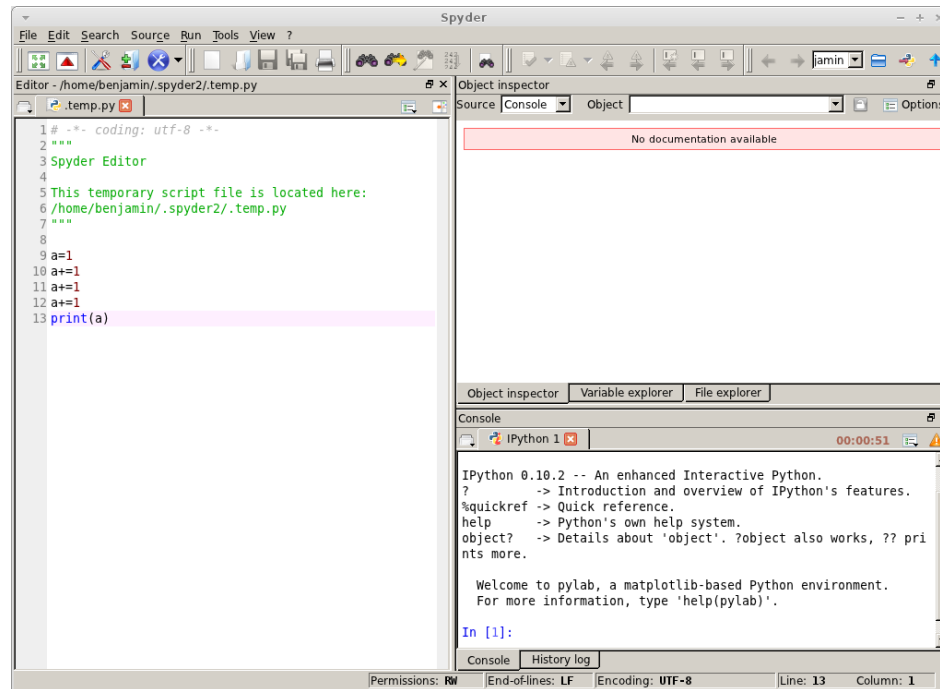 Spyder
File Edit Search Source Run Tools View ?
jamin
Editor - /home/benjamin/.spyder2/.temp.py
.temp.py
1 # -*- coding: utf-8 -*-
2 """
3 Spyder Editor
4
5 This temporary script file is located here:
6 /home/benjamin/.spyder2/.temp.py
7 """
8
9 a=1
10 a+=1
11 a+=1
12 a+=1
13 print(a)
Object inspector
Source Console Object Options
No documentation available
Object inspector Variable explorer File explorer
Console
IPython 1 00:00:51
IPython 0.10.2 -- An enhanced Interactive Python.
? -> Introduction and overview of IPython's features.
%quickref -> Quick reference.
help -> Python's own help system.
object? -> Details about 'object'. ?object also works, ?? pri
nts more.
Welcome to pylab, a matplotlib-based Python environment.
For more information, type 'help(pylab)'.
In [1]:
Console History log
Permissions: RW End-of-lines: LF Encoding: UTF-8 Line: 13 Column: 1